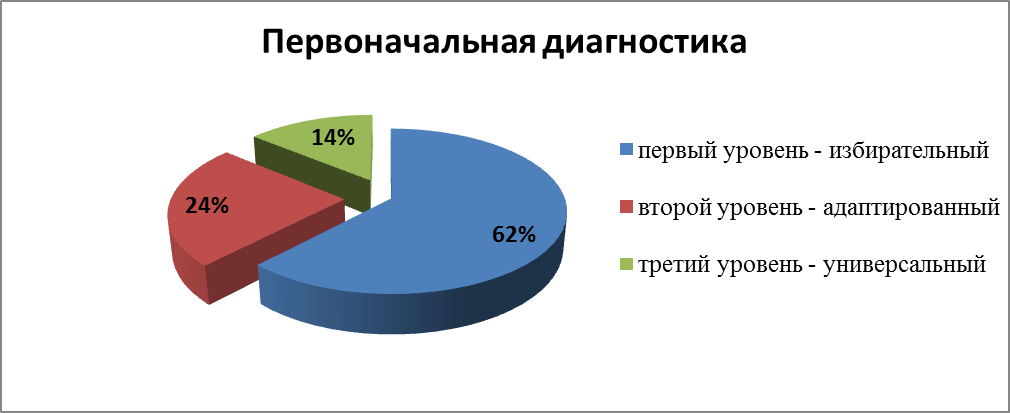 Первоначальная диагностика
14%
24%
62%
первый уровень - избирательный
второй уровень - адаптированный
третий уровень - универсальный